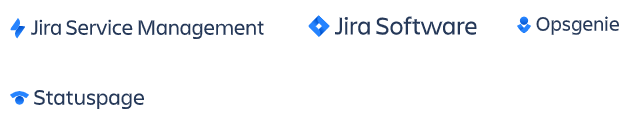 Jira Service Management
Jira Software
Opsgenie
Statuspage